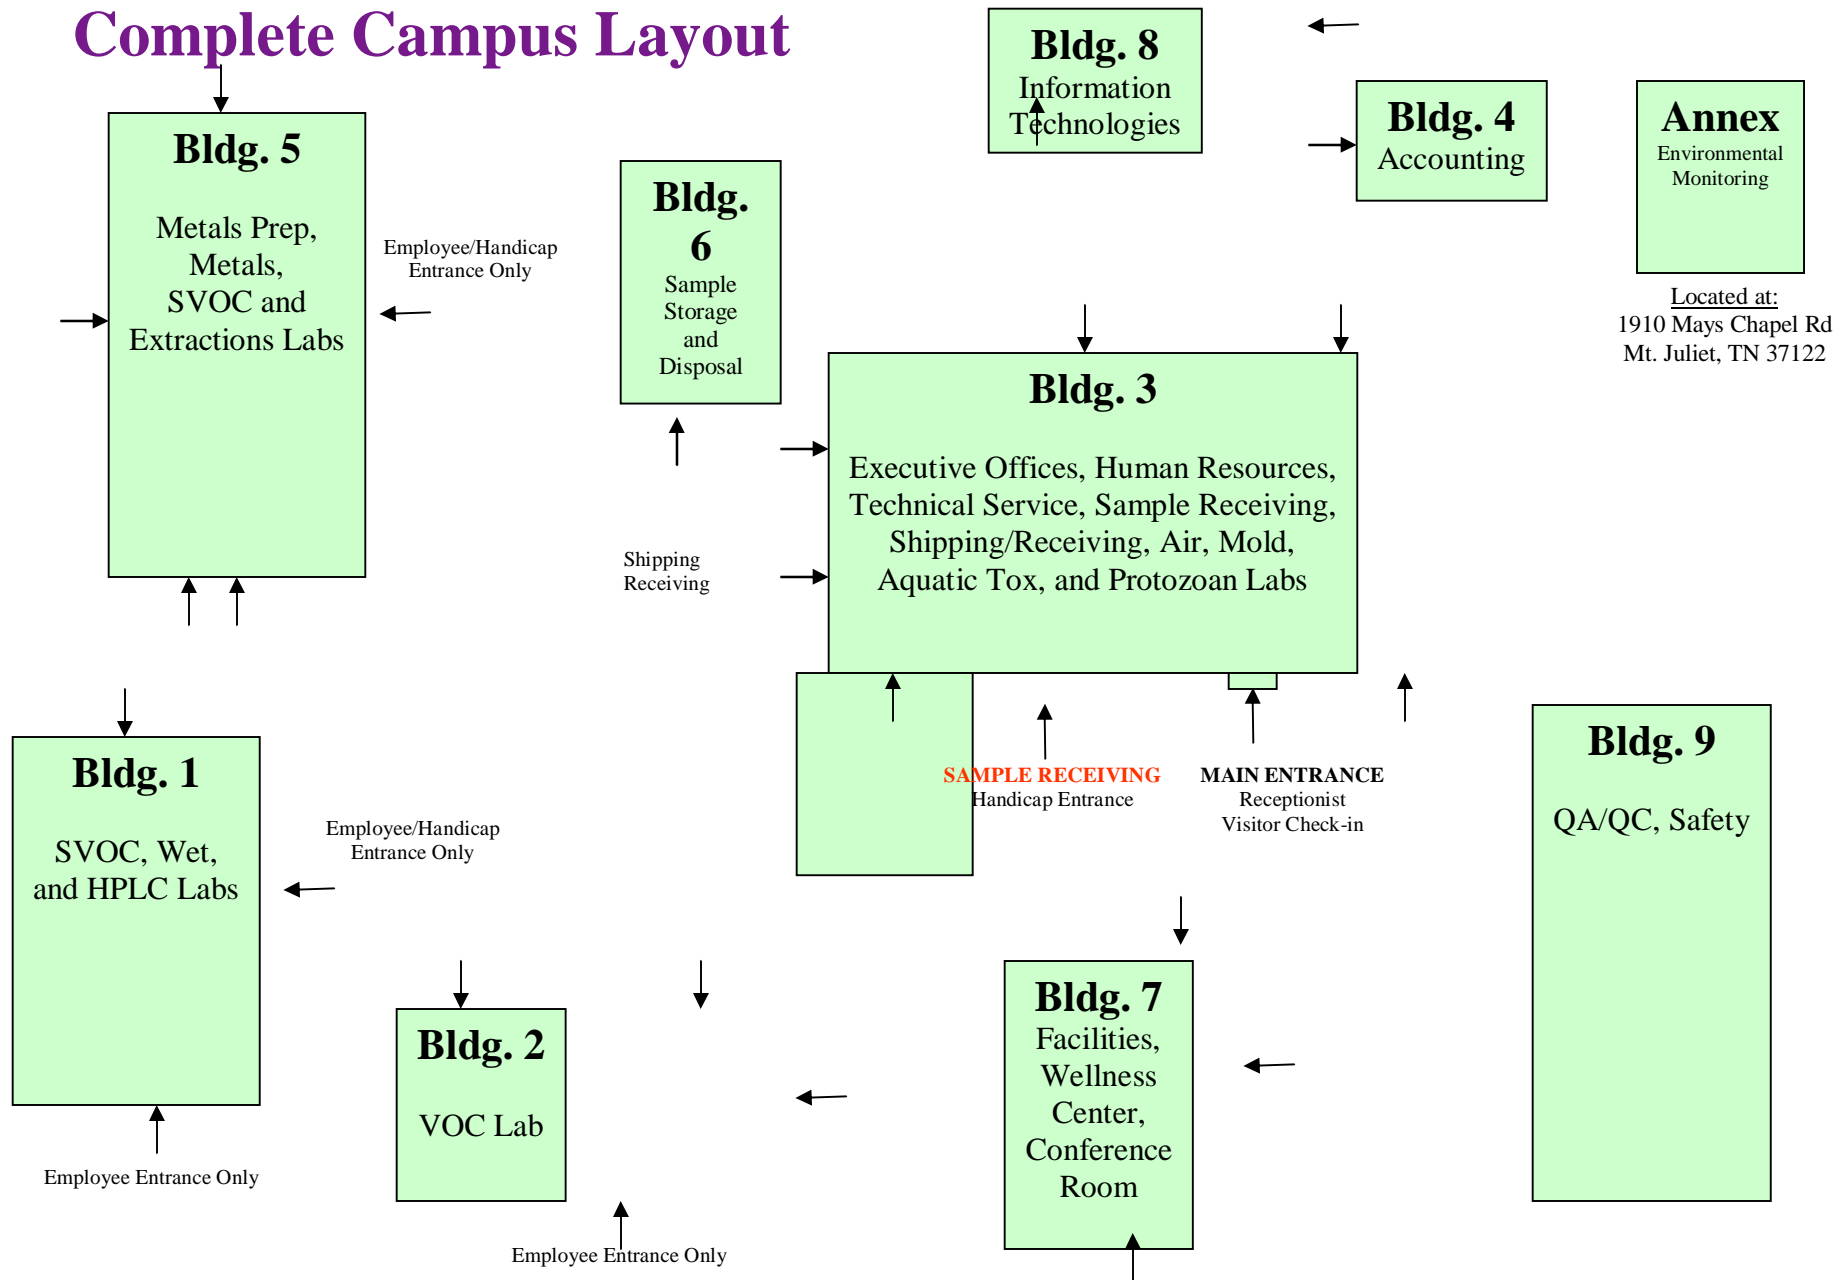 Complete Campus Layout
Bldg. 8
Information
Technologies
Bldg. 4
Accounting
Annex
Environmental
Monitoring
Located at:
1910 Mays Chapel Rd
Mt. Juliet, TN 37122
Bldg. 5
Metals Prep,
Metals,
SVOC and
Extractions Labs
Employee/Handicap
Entrance Only
Bldg.
6
Sample
Storage
and
Disposal
Bldg. 3
Executive Offices, Human Resources,
Technical Service, Sample Receiving,
Shipping/Receiving, Air, Mold,
Aquatic Tox, and Protozoan Labs
Shipping
Receiving
SAMPLE RECEIVING
Handicap Entrance
MAIN ENTRANCE
Receptionist
Visitor Check-in
Bldg. 9
QA/QC, Safety
Bldg. 1
SVOC, Wet,
and HPLC Labs
Employee/Handicap
Entrance Only
Employee Entrance Only
Bldg. 2
VOC Lab
Employee Entrance Only
Bldg. 7
Facilities,
Wellness
Center,
Conference
Room